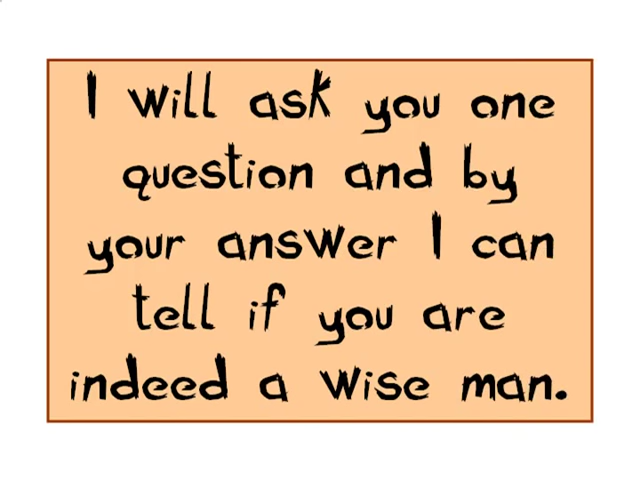 I will ask you one
question and by
your answer I can
tell if you are
indeed a wise man.